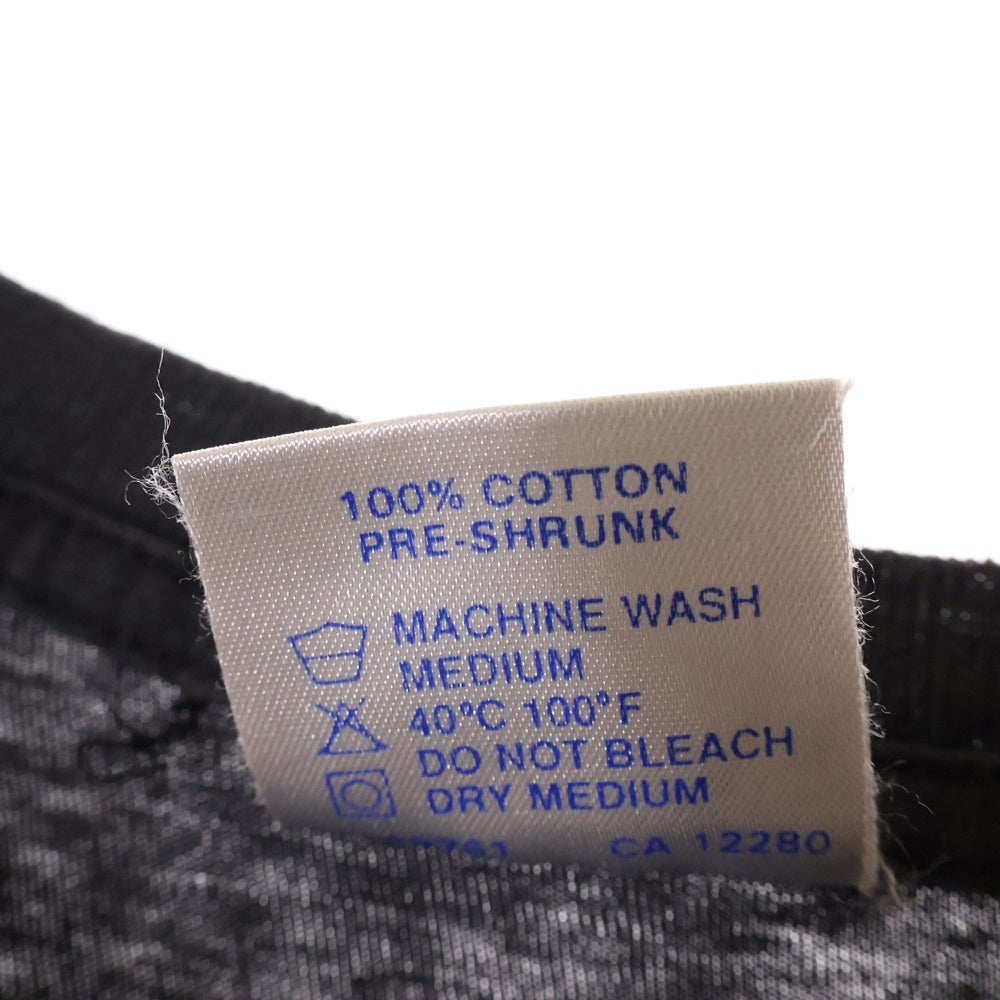 100% COTTON
PRE-SHRUNK
MACHINE WASH
MEDIUM
40°C 100°F
DO NOT BLEACH
DRY MEDIUM
CA 12280